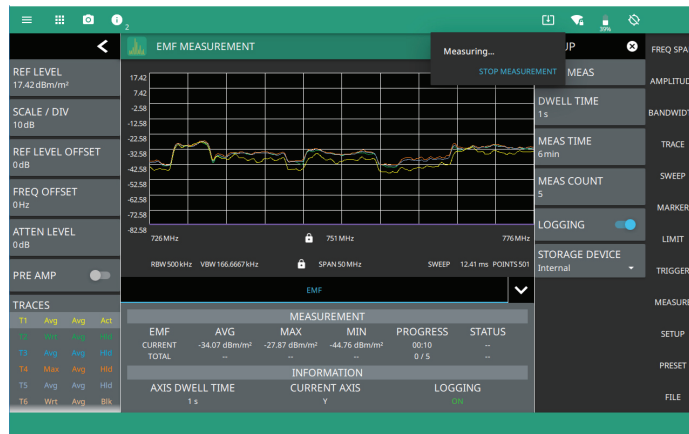 2
39%
REF LEVEL
17.42 dBm/m²
SCALE / DIV
10 dB
REF LEVEL OFFSET
0 dB
FREQ OFFSET
0 Hz
ATTEN LEVEL
0 dB
PRE AMP
TRACES
T1 Avg Avg Act
T2 Wrt Avg Hld
T3 Avg Avg Hld
T4 Max Avg Hld
T5 Avg Avg Hld
T6 Wrt Avg Blk
EMF MEASUREMENT
Measuring...
STOP MEASUREMENT
17.42
7.42
-2.58
-12.58
-22.58
-32.58
-42.58
-52.58
-62.58
-72.58
-82.58
726 MHz 751 MHz 776 MHz
RBW 500 kHz VBW 166.6667 kHz SPAN 50 MHz SWEEP 12.41 ms POINTS 501
EMF
MEASUREMENT
EMF AVG MAX MIN PROGRESS STATUS
CURRENT -34.07 dBm/m² -27.87 dBm/m² -44.76 dBm/m² 00:10 --
TOTAL -- -- -- 0 / 5 --
INFORMATION
AXIS DWELL TIME CURRENT AXIS LOGGING
1 s Y ON
UP
MEAS
DWELL TIME
1 s
MEAS TIME
6 min
MEAS COUNT
5
LOGGING
STORAGE DEVICE
Internal
FREQ SPA
AMPLITUD
BANDWIDT
TRACE
SWEEP
MARKER
LIMIT
TRIGGER
MEASURE
SETUP
PRESET
FILE